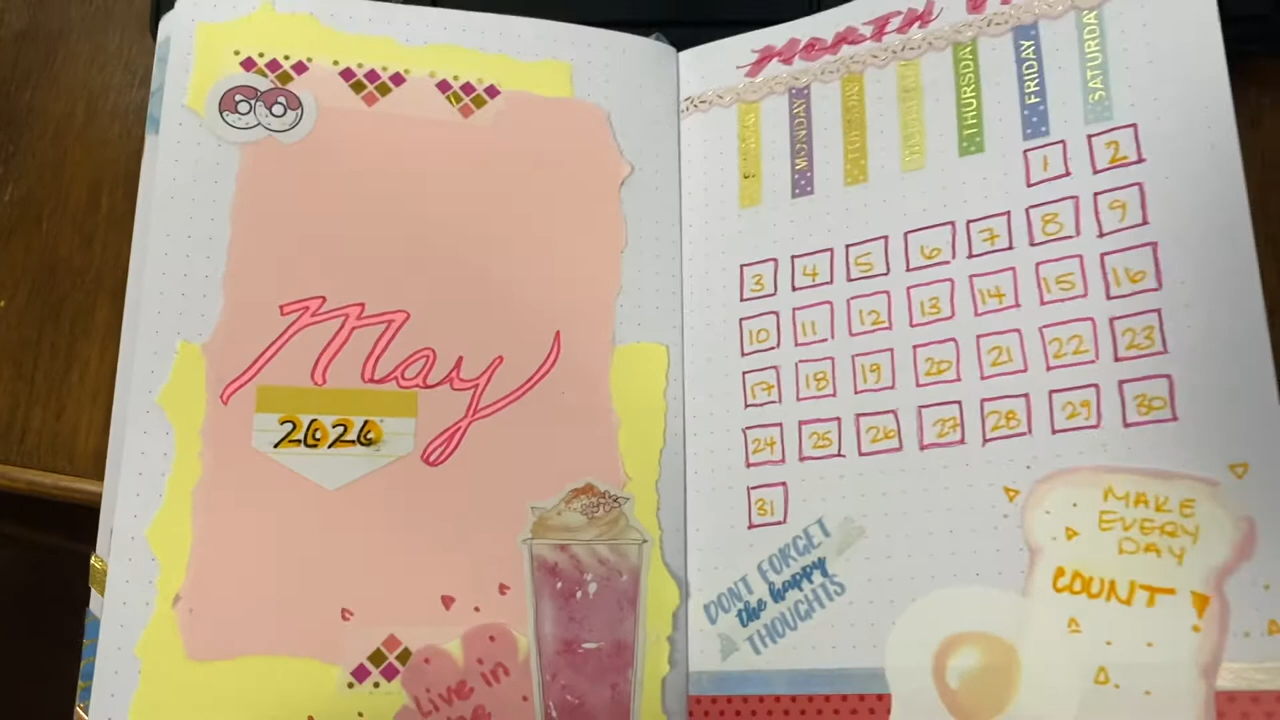 May
2020
Live in
MONTH
SUNDAY
MONDAY
TUESDAY
WEDNESDAY
THURSDAY
FRIDAY
SATURDAY
1 2
3 4 5 6 7 8 9
10 11 12 13 14 15 16
17 18 19 20 21 22 23
24 25 26 27 28 29 30
31
DONT FORGET
the happy
THOUGHTS
MAKE
EVERY
DAY
COUNT!